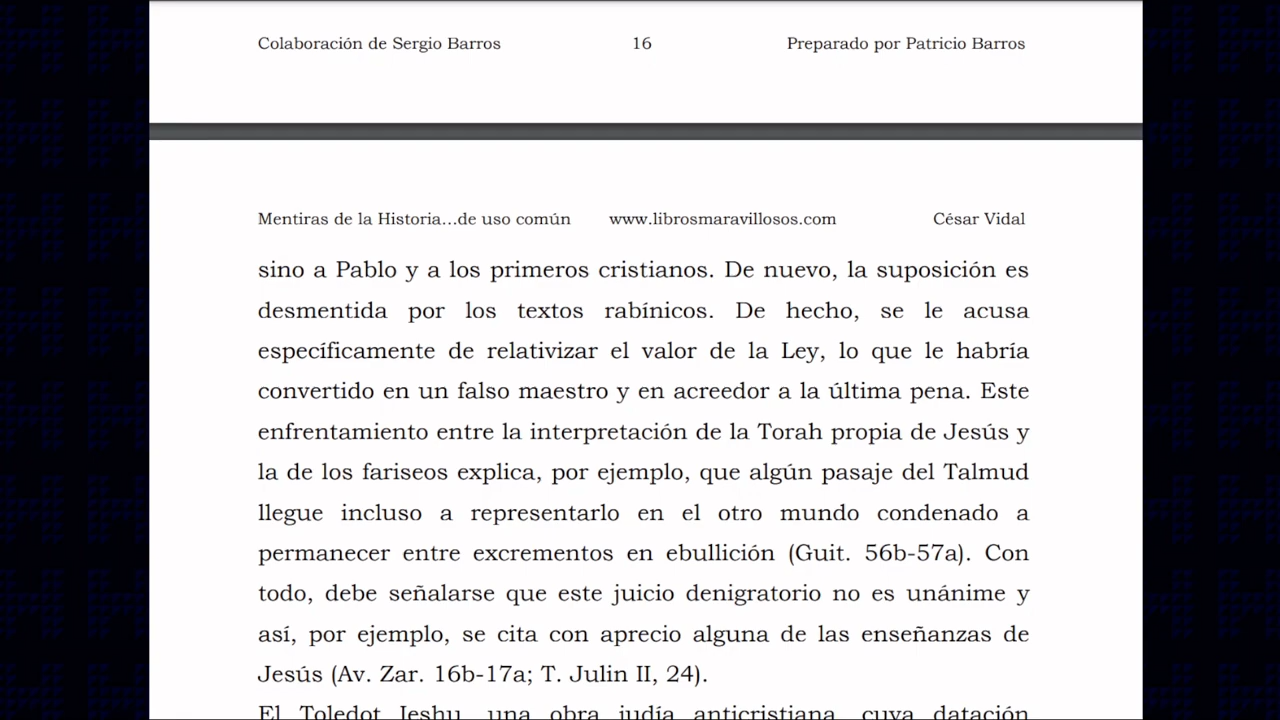 Colaboración de Sergio Barros 16 Preparado por Patricio Barros
Mentiras de la Historia...de uso común www.librosmaravillosos.com César Vidal
sino a Pablo y a los primeros cristianos. De nuevo, la suposición es
desmentida por los textos rabínicos. De hecho, se le acusa
específicamente de relativizar el valor de la Ley, lo que le habría
convertido en un falso maestro y en acreedor a la última pena. Este
enfrentamiento entre la interpretación de la Torah propia de Jesús y
la de los fariseos explica, por ejemplo, que algún pasaje del Talmud
llegue incluso a representarlo en el otro mundo condenado a
permanecer entre excrementos en ebullición (Guit. 56b-57a). Con
todo, debe señalarse que este juicio denigratorio no es unánime y
así, por ejemplo, se cita con aprecio alguna de las enseñanzas de
Jesús (Av. Zar. 16b-17a; T. Julin II, 24).
El Toledot Ieshu, una obra judía anticristiana, cuya datación